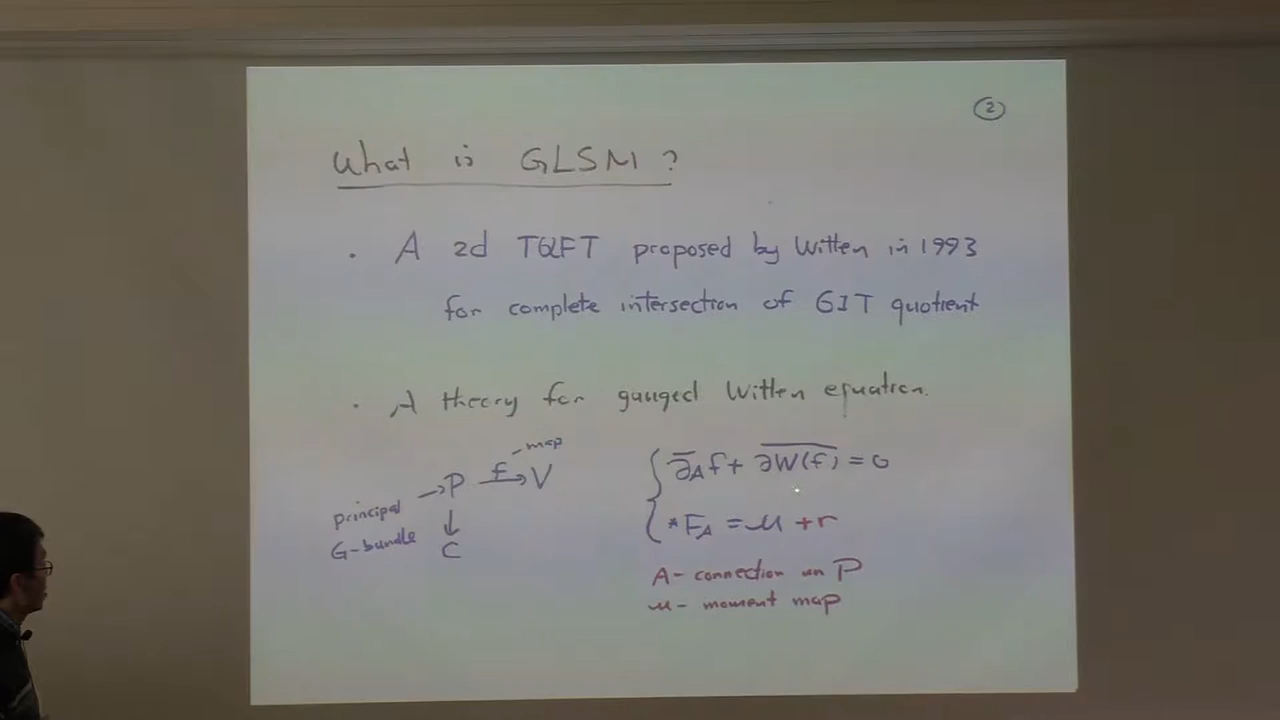 ②
What is GLSM?
· A 2d TQFT proposed by Witten in 1993
for complete intersection of GIT quotient
· A theory for gauged Witten equation.
principal G-bundle → P —f→ V
map
↓
C
{ ∂̄_A f + \overline{∂W(f)} = 0
*F_A = μ + r
A - connection on P
μ - moment map